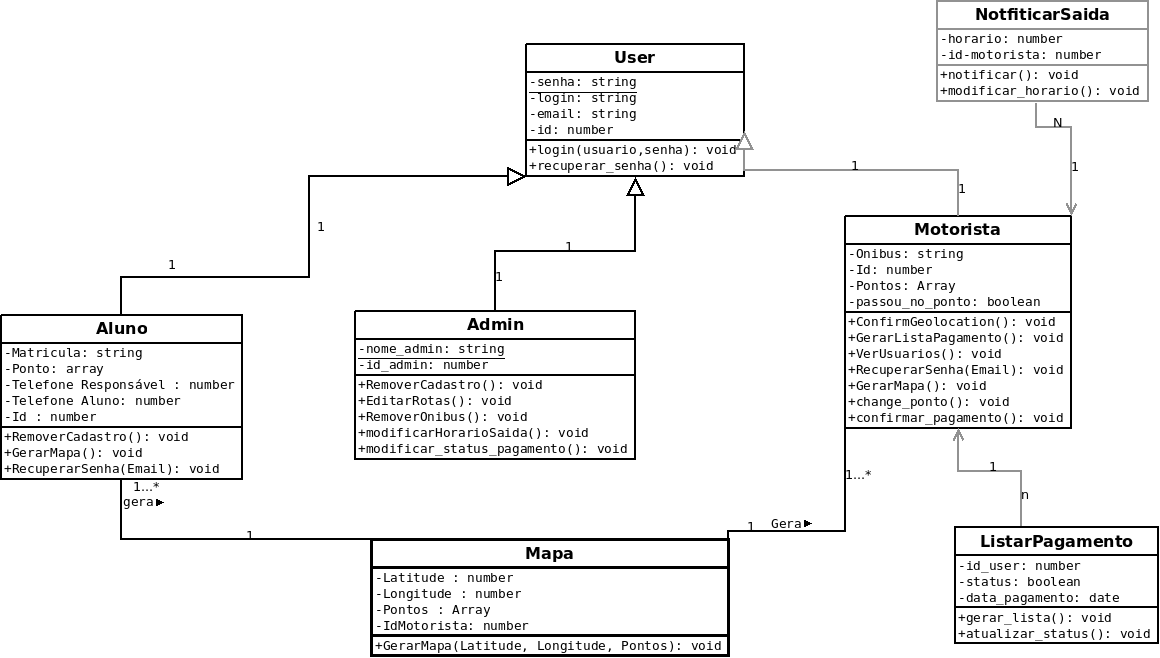 NotfiticarSaida
-horario: number
-id-motorista: number
+notificar(): void
+modificar_horario(): void
N
1
User
-senha: string
-login: string
-email: string
-id: number
+login(usuario,senha): void
+recuperar_senha(): void
1
1
1
1
1
1
Motorista
-Onibus: string
-Id: number
-Pontos: Array
-passou_no_ponto: boolean
+ConfirmGeolocation(): void
+GerarListaPagamento(): void
+VerUsuarios(): void
+RecuperarSenha(Email): void
+GerarMapa(): void
+change_ponto(): void
+confirmar_pagamento(): void
Aluno
-Matricula: string
-Ponto: array
-Telefone Responsável : number
-Telefone Aluno: number
-Id : number
+RemoverCadastro(): void
+GerarMapa(): void
+RecuperarSenha(Email): void
Admin
-nome_admin: string
-id_admin: number
+RemoverCadastro(): void
+EditarRotas(): void
+RemoverOnibus(): void
+modificarHorarioSaida(): void
+modificar_status_pagamento(): void
1...*
gera
1
1...*
1 Gera
1
n
Mapa
-Latitude : number
-Longitude : number
-Pontos : Array
-IdMotorista: number
+GerarMapa(Latitude, Longitude, Pontos): void
ListarPagamento
-id_user: number
-status: boolean
-data_pagamento: date
+gerar_lista(): void
+atualizar_status(): void